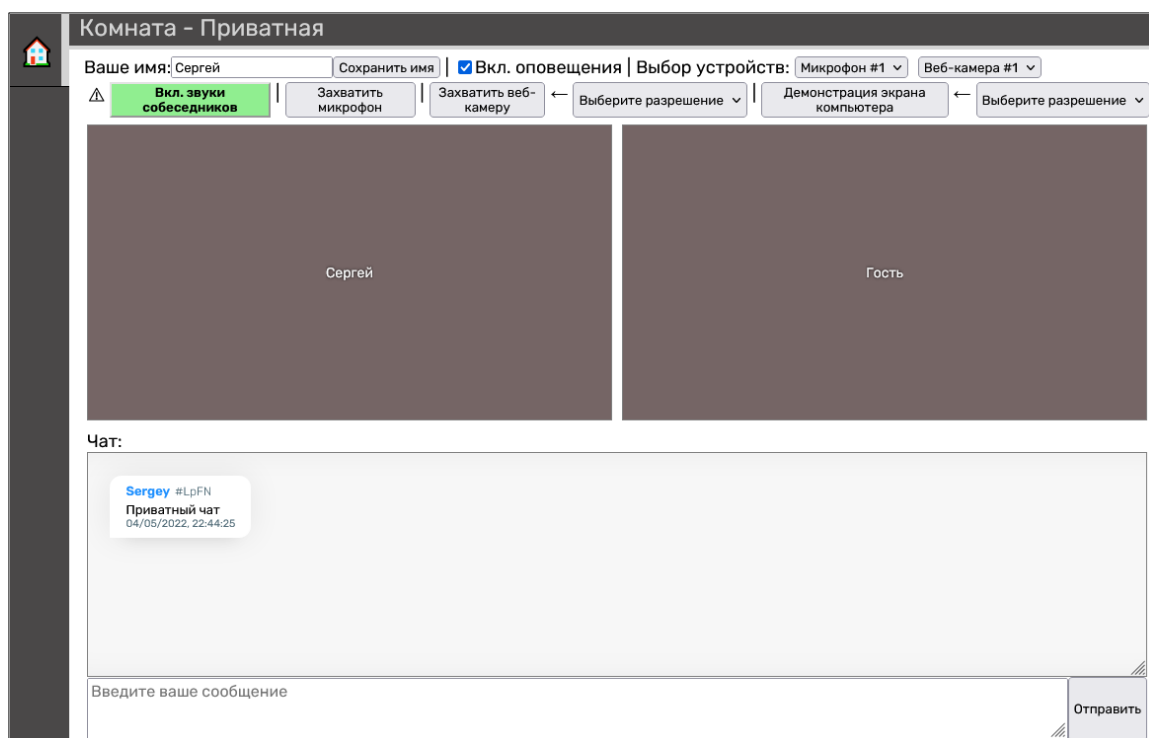 Комната - Приватная
Ваше имя: Сергей Сохранить имя | Вкл. оповещения | Выбор устройств: Микрофон #1 Веб-камера #1
Вкл. звуки собеседников | Захватить микрофон | Захватить веб-камеру ← Выберите разрешение | Демонстрация экрана компьютера ← Выберите разрешение
Сергей Гость
Чат:
Sergey #LpFN
Приватный чат
04/05/2022, 22:44:25
Введите ваше сообщение
Отправить